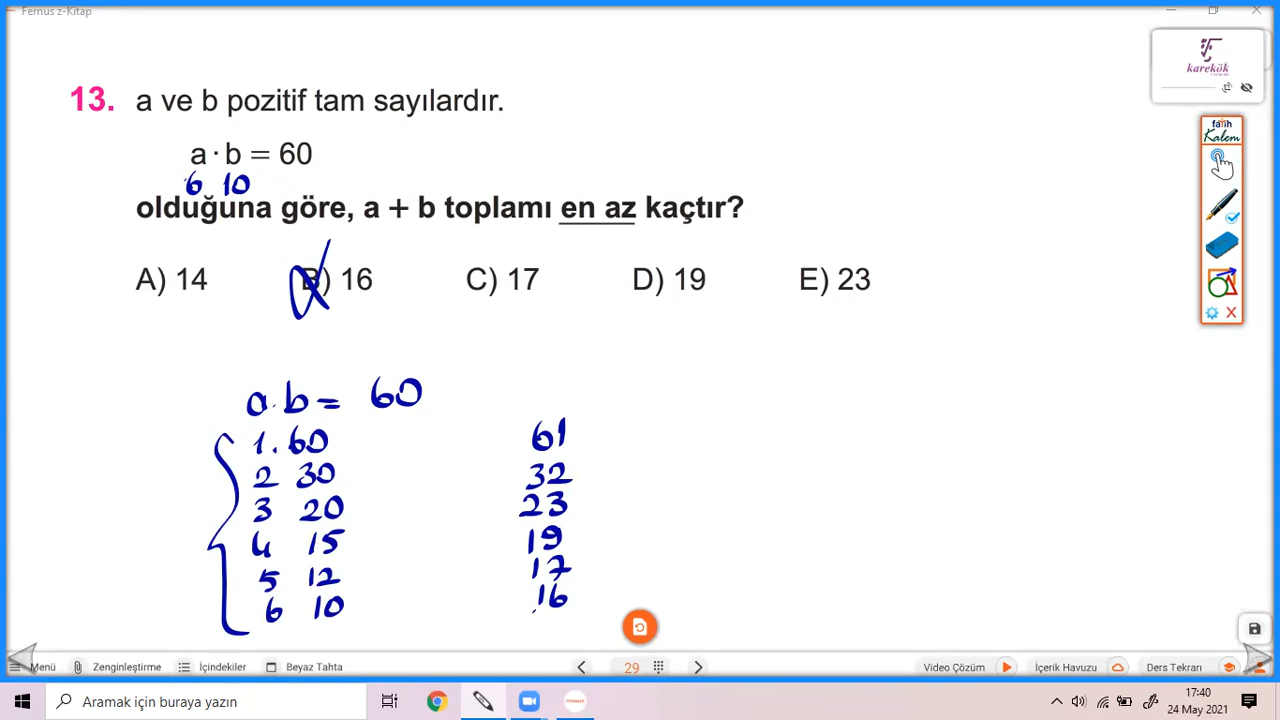 Fernus z-Kitap
karekök
fatih
Kalem
13. a ve b pozitif tam sayılardır.
a · b = 60
6 10
olduğuna göre, a + b toplamı en az kaçtır?
A) 14 B) 16 C) 17 D) 19 E) 23
a.b = 60
1.60 61
2 30 32
3 20 23
4 15 19
5 12 17
6 10 16
Menü Zenginleştirme İçindekiler Beyaz Tahta 29 Video Çözüm İçerik Havuzu Ders Tekrarı
Aramak için buraya yazın
17:40
24 May 2021